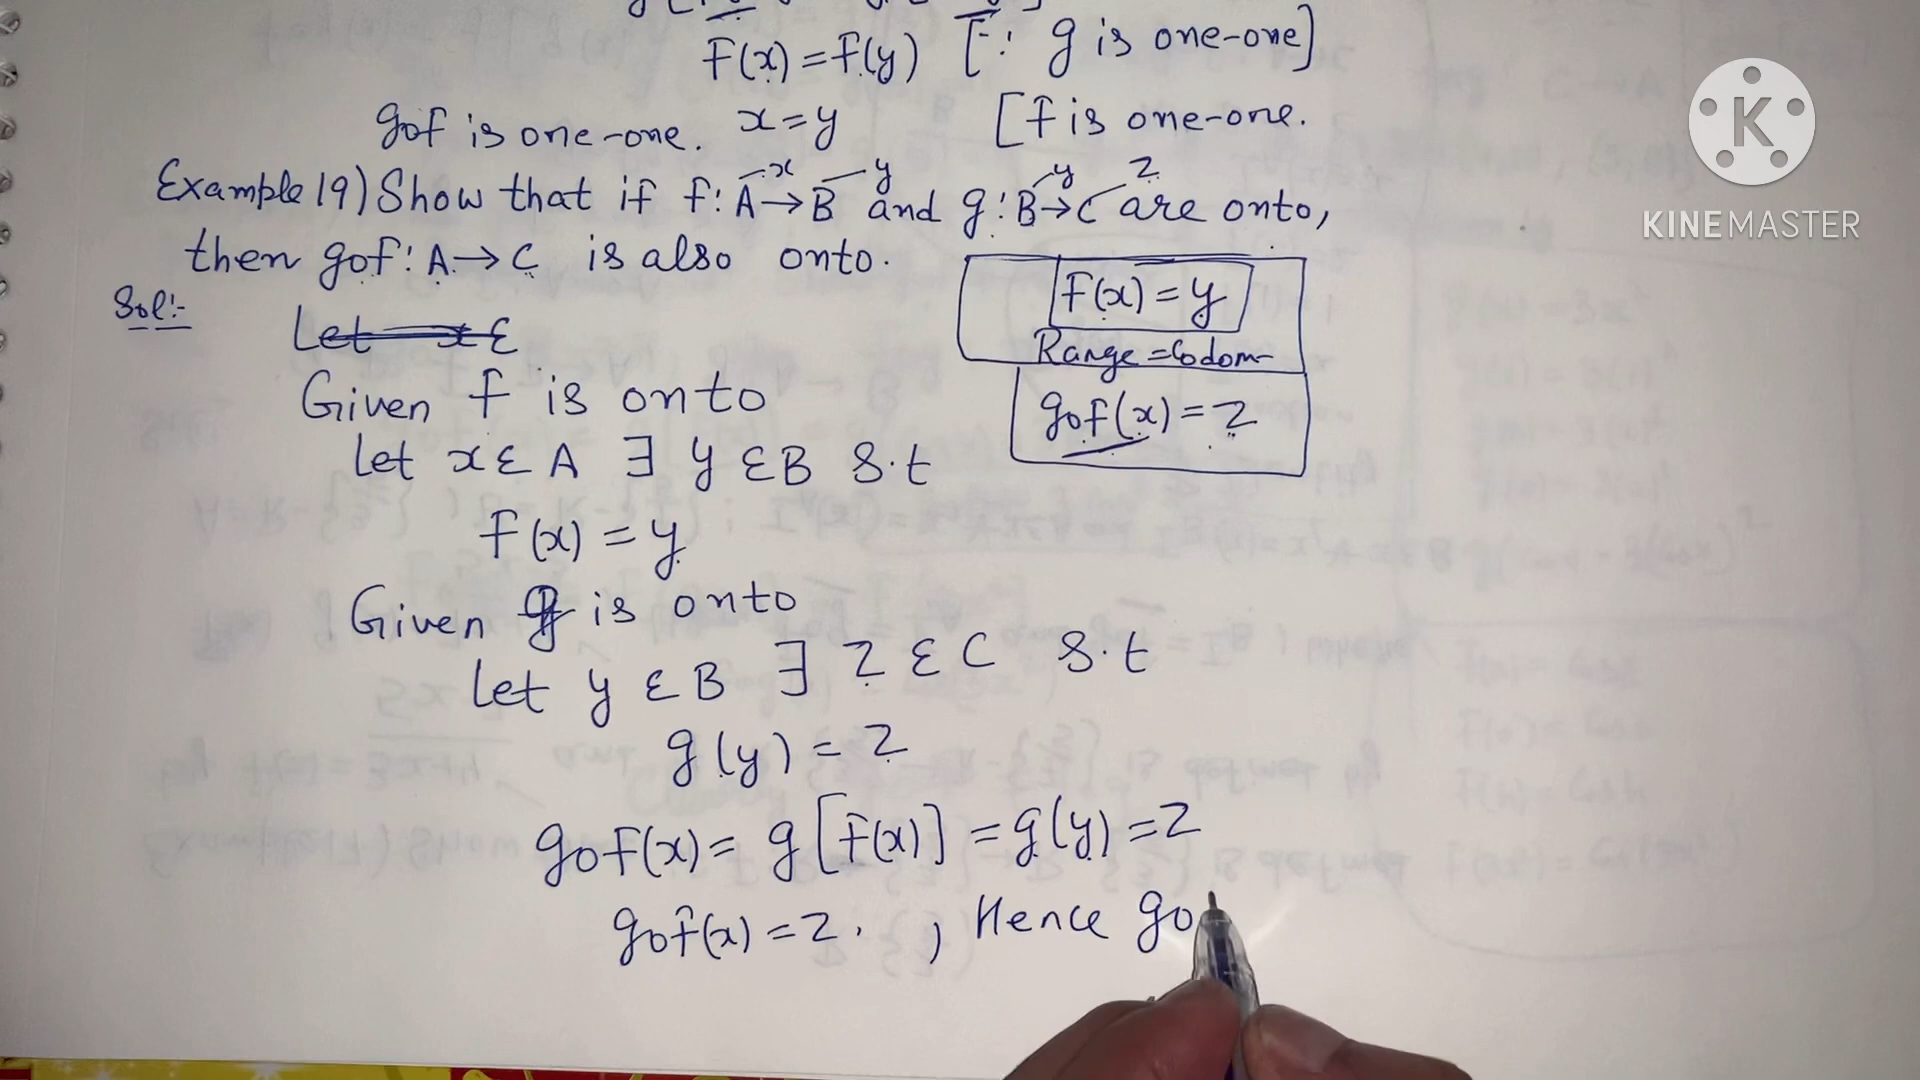 F(x) = F(y) [∵ g is one-one]
gof is one-one. x = y [f is one-one.
x y y z
Example 19) Show that if f: A → B and g: B → C are onto,
then gof: A → C is also onto.
Sol:-
F(x) = y
Range = Codom
gof(x) = z
Let x ε
Given f is onto
Let x ε A ∃ y ε B s.t
F(x) = y
Given g is onto
Let y ε B ∃ z ε C s.t
g(y) = z
gof(x) = g[f(x)] = g(y) = z
gof(x) = z. , Hence go
K
KINEMASTER